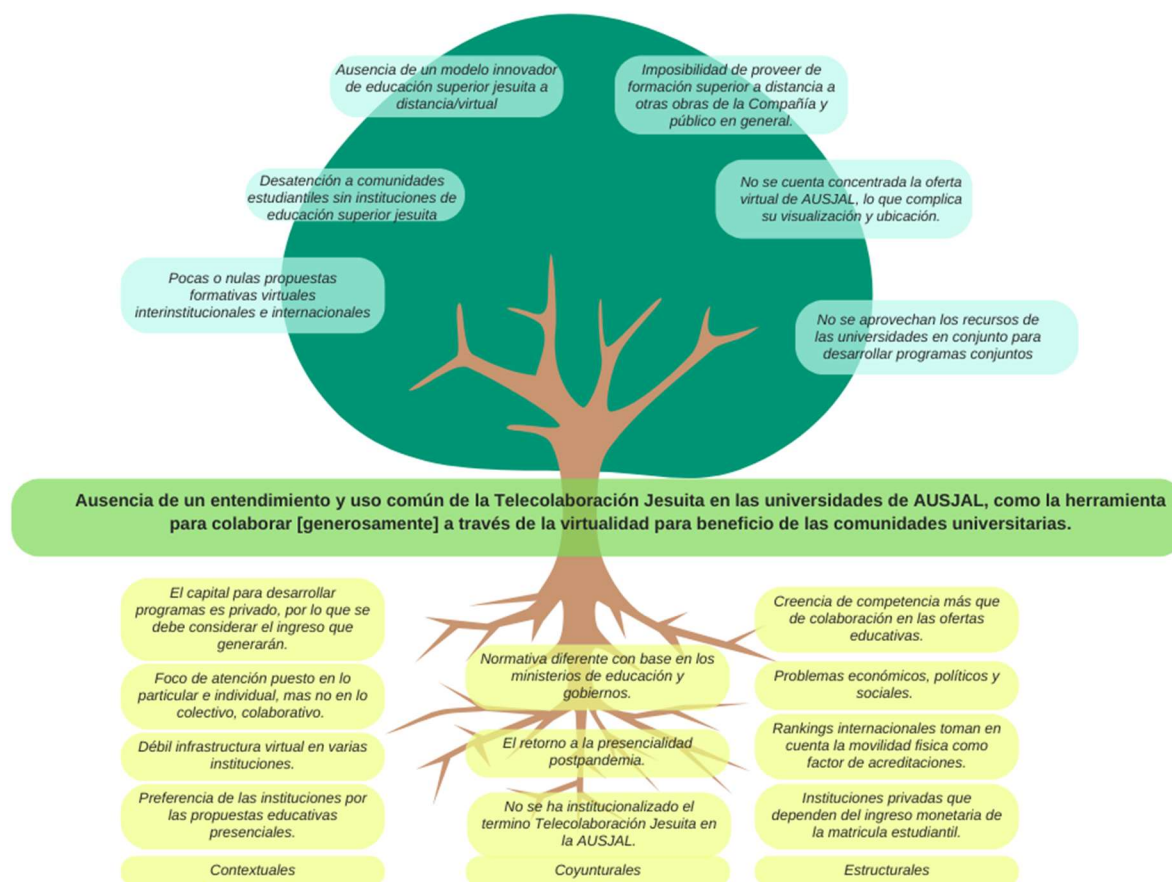 Ausencia de un modelo innovador
de educación superior jesuita a
distancia/virtual
Imposibilidad de proveer de
formación superior a distancia a
otras obras de la Compañía y
público en general.
Desatención a comunidades
estudiantiles sin instituciones de
educación superior jesuita
No se cuenta concentrada la oferta
virtual de AUSJAL, lo que complica
su visualización y ubicación.
Pocas o nulas propuestas
formativas virtuales
interinstitucionales e internacionales
No se aprovechan los recursos de
las universidades en conjunto para
desarrollar programas conjuntos
Ausencia de un entendimiento y uso común de la Telecolaboración Jesuita en las universidades de AUSJAL, como la herramienta
para colaborar [generosamente] a través de la virtualidad para beneficio de las comunidades universitarias.
El capital para desarrollar
programas es privado, por lo que se
debe considerar el ingreso que
generarán.
Foco de atención puesto en lo
particular e individual, mas no en lo
colectivo, colaborativo.
Débil infrastructura virtual en varias
instituciones.
Preferencia de las instituciones por
las propuestas educativas
presenciales.
Contextuales
Normativa diferente con base en los
ministerios de educación y
gobiernos.
El retorno a la presencialidad
postpandemia.
No se ha institucionalizado el
termino Telecolaboración Jesuita en
la AUSJAL.
Coyunturales
Creencia de competencia más que
de colaboración en las ofertas
educativas.
Problemas económicos, políticos y
sociales.
Rankings internacionales toman en
cuenta la movilidad fisica como
factor de acreditaciones.
Instituciones privadas que
dependen del ingreso monetaria de
la matricula estudiantil.
Estructurales